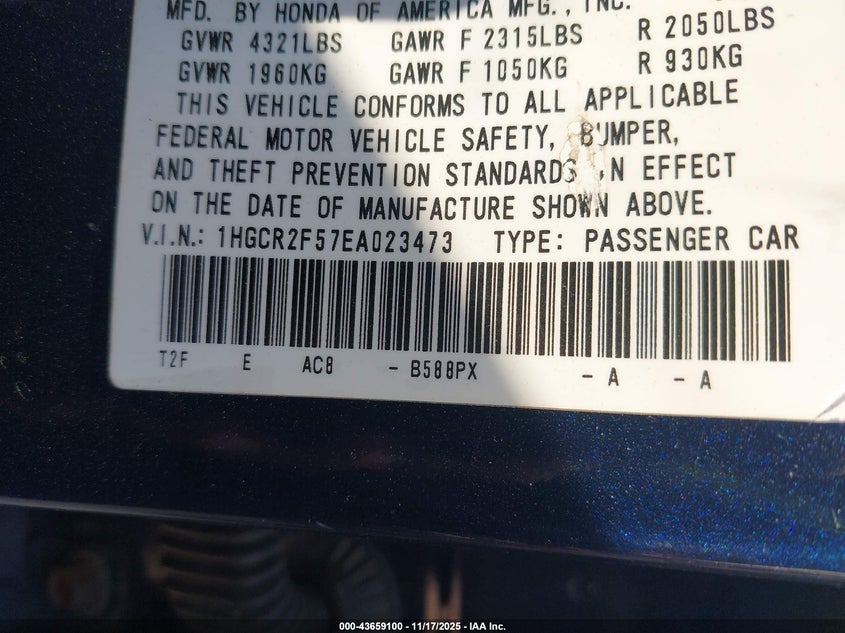 MFD. BY HONDA OF AMERICA MFG., INC.
GVWR 4321LBS GAWR F 2315LBS R 2050LBS
GVWR 1960KG GAWR F 1050KG R 930KG
THIS VEHICLE CONFORMS TO ALL APPLICABLE
FEDERAL MOTOR VEHICLE SAFETY, BUMPER,
AND THEFT PREVENTION STANDARDS IN EFFECT
ON THE DATE OF MANUFACTURE SHOWN ABOVE.
V.I.N.: 1HGCR2F57EA023473 TYPE: PASSENGER CAR
T2F E AC8 - B588PX - A - A
000-43659100 - 11/17/2025 - IAA Inc.